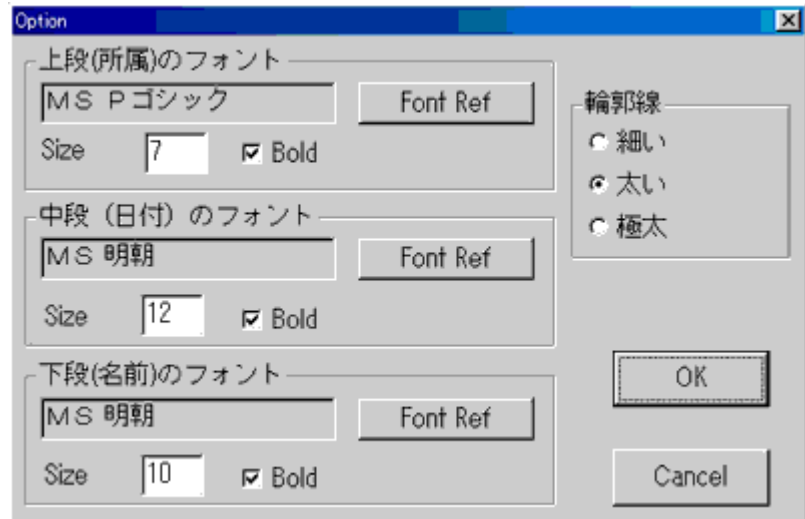 Option
上段(所属)のフォント
ＭＳ Ｐゴシック
Font Ref
Size 7 Bold
中段（日付）のフォント
ＭＳ 明朝
Font Ref
Size 12 Bold
下段(名前)のフォント
ＭＳ 明朝
Font Ref
Size 10 Bold
輪郭線
細い
太い
極太
OK
Cancel